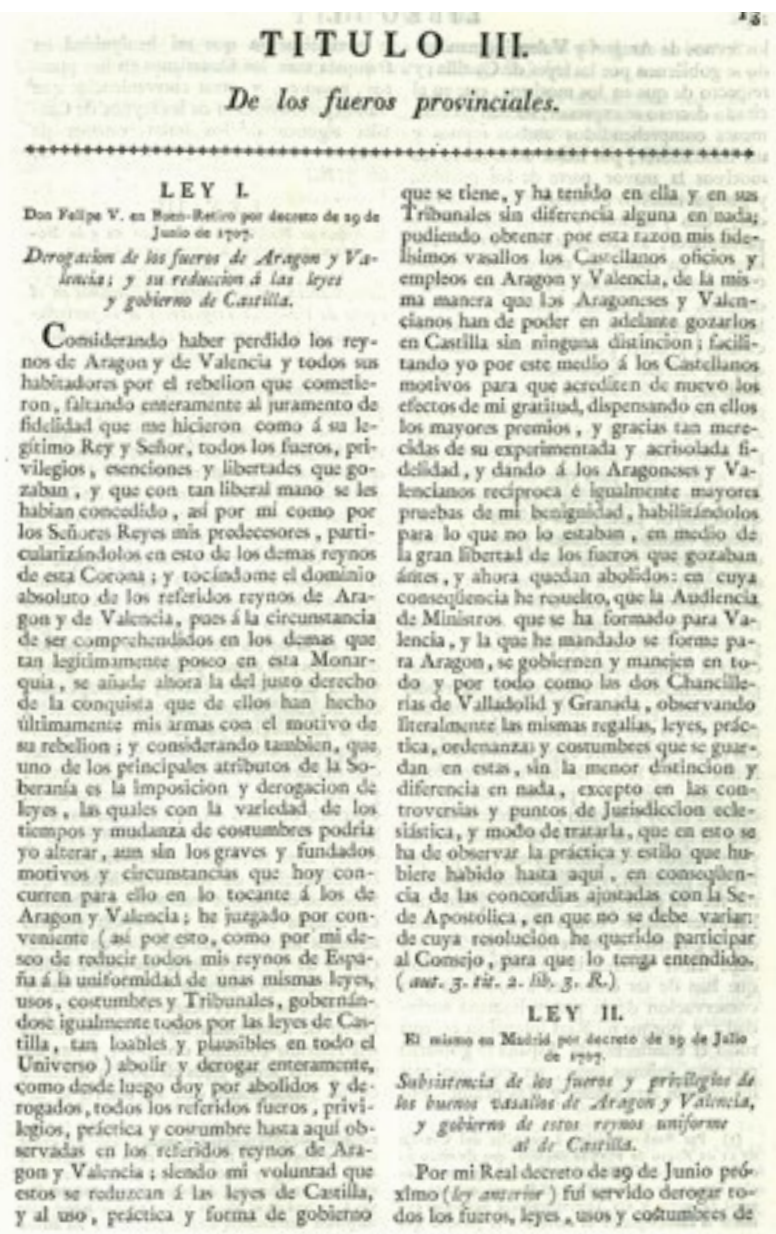 13
TITULO III.
De los fueros provinciales.
LEY I.
Don Felipe V. en Buen-Retiro por decreto de 29 de
Junio de 1707.
Derogacion de los fueros de Aragon y Va-
lencia; y su reduccion á las leyes
y gobierno de Castilla.
Considerando haber perdido los rey-
nos de Aragon y de Valencia y todos sus
habitadores por el rebelion que cometie-
ron, faltando enteramente al juramento de
fidelidad que me hicieron como á su le-
gítimo Rey y Señor, todos los fueros, pri-
vilegios, esenciones y libertades que go-
zaban, y que con tan liberal mano se les
habian concedido, así por mí como por
los Señores Reyes mis predecesores, parti-
cularizándolos en esto de los demas reynos
de esta Corona; y tocándome el dominio
absoluto de los referidos reynos de Ara-
gon y de Valencia, pues á la circunstancia
de ser comprehendidos en los demas que
tan legítimamente poseo en esta Monar-
quía, se añade ahora la del justo derecho
de la conquista que de ellos han hecho
últimamente mis armas con el motivo de
su rebelion; y considerando tambien, que
uno de los principales atributos de la So-
beranía es la imposicion y derogacion de
leyes, las quales con la variedad de los
tiempos y mudanza de costumbres podria
yo alterar, aun sin los graves y fundados
motivos y circunstancias que hoy con-
curren para ello en lo tocante á los de
Aragon y Valencia; he juzgado por con-
veniente (así por esto, como por mi de-
seo de reducir todos mis reynos de Espa-
ña á la uniformidad de unas mismas leyes,
usos, costumbres y Tribunales, gobernán-
dose igualmente todos por las leyes de Cas-
tilla, tan loables y plausibles en todo el
Universo) abolir y derogar enteramente,
como desde luego doy por abolidos y de-
rogados, todos los referidos fueros, privi-
legios, práctica y costumbre hasta aquí ob-
servadas en los referidos reynos de Ara-
gon y Valencia; siendo mi voluntad que
estos se reduzcan á las leyes de Castilla,
y al uso, práctica y forma de gobierno
que se tiene, y ha tenido en ella y en sus
Tribunales sin diferencia alguna en nada;
pudiendo obtener por esta razon mis fide-
lísimos vasallos los Castellanos oficios y
empleos en Aragon y Valencia, de la mis-
ma manera que los Aragoneses y Valen-
cianos han de poder en adelante gozarlos
en Castilla sin ninguna distincion; facili-
tando yo por este medio á los Castellanos
motivos para que acrediten de nuevo los
efectos de mi gratitud, dispensando en ellos
los mayores premios, y gracias tan mere-
cidas de su experimentada y acrisolada fi-
delidad, y dando á los Aragoneses y Va-
lencianos recíproca é igualmente mayores
pruebas de mi benignidad, habilitándolos
para lo que no lo estaban, en medio de
la gran libertad de los fueros que gozaban
ántes, y ahora quedan abolidos: en cuya
conseqüencia he resuelto, que la Audiencia
de Ministros que se ha formado para Va-
lencia, y la que he mandado se forme pa-
ra Aragon, se gobiernen y manejen en to-
do y por todo como las dos Chancille-
rías de Valladolid y Granada, observando
literalmente las mismas regalías, leyes, prác-
tica, ordenanzas y costumbres que se guar-
dan en estas, sin la menor distincion y
diferencia en nada, excepto en las con-
troversias y puntos de Jurisdiccion ecle-
siástica, y modo de tratarla, que en esto se
ha de observar la práctica y estilo que hu-
biere habido hasta aquí, en conseqüen-
cia de las concordias ajustadas con la Se-
de Apostólica, en que no se debe variar:
de cuya resolucion he querido participar
al Consejo, para que lo tenga entendido.
(aut. 3. tit. 2. lib. 3. R.)
LEY II.
El mismo en Madrid por decreto de 29 de Julio
de 1707.
Subsistencia de los fueros y privilegios de
los buenos vasallos de Aragon y Valencia,
y gobierno de estos reynos uniforme
al de Castilla.
Por mi Real decreto de 29 de Junio pró-
xîmo (ley anterior) fuí servido derogar to-
dos los fueros, leyes, usos y costumbres de